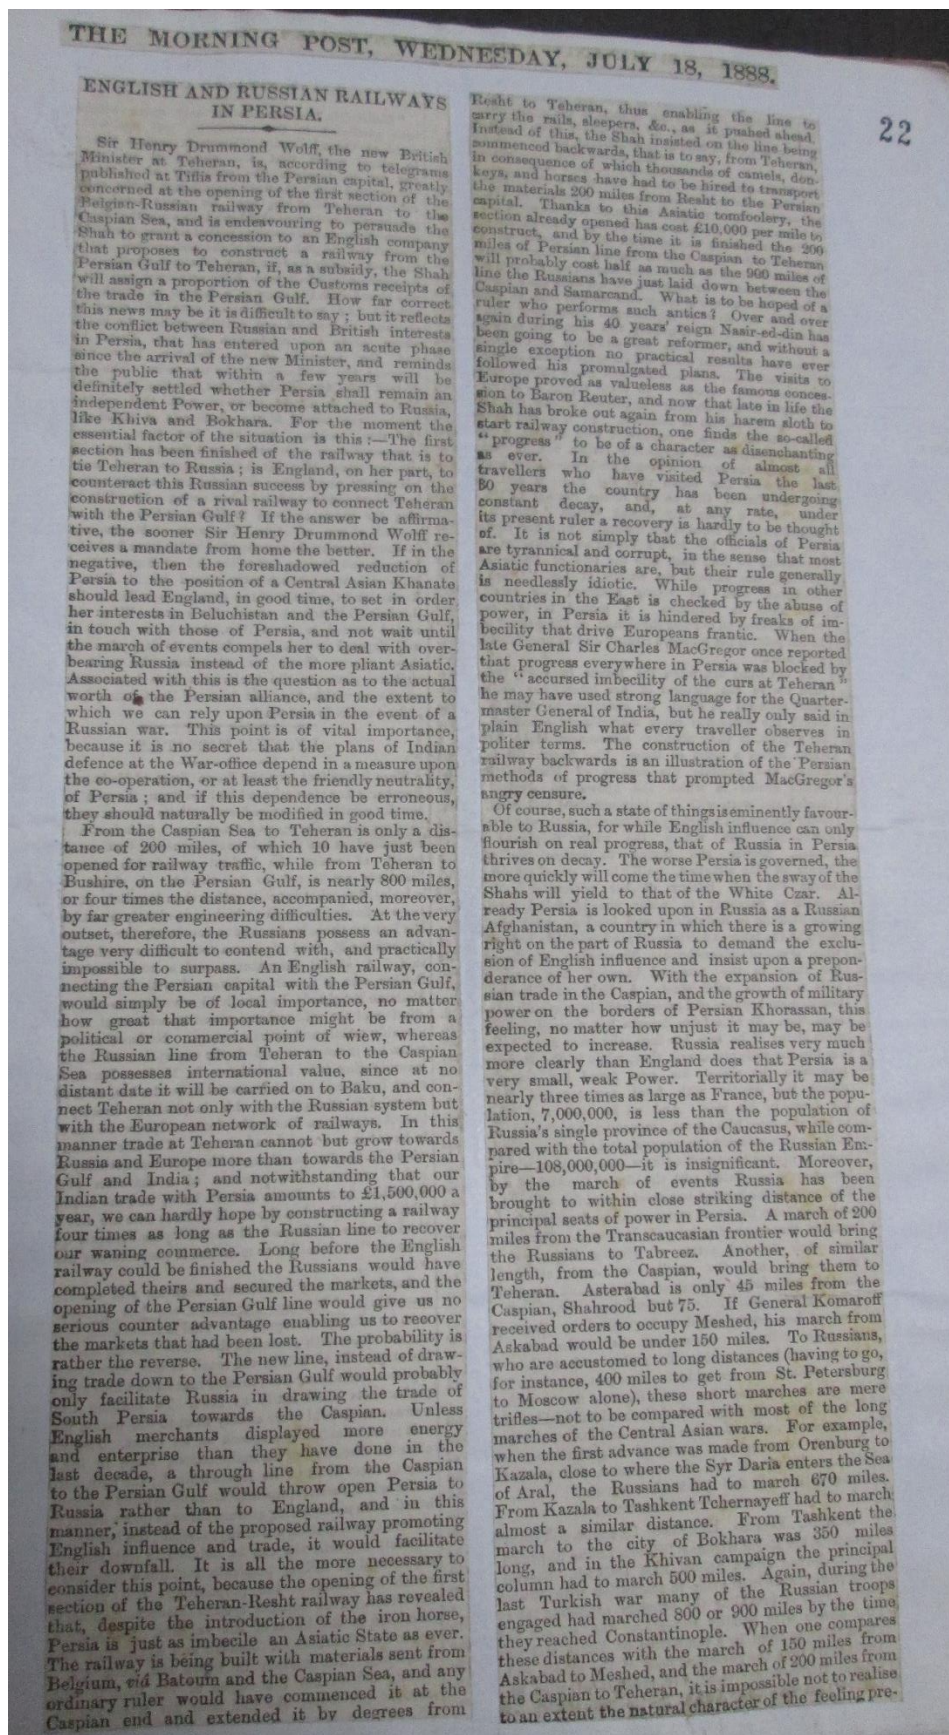 THE MORNING POST, WEDNESDAY, JULY 18, 1888.
22
ENGLISH AND RUSSIAN RAILWAYS
IN PERSIA.
Sir Henry Drummond Wolff, the new British
Minister at Teheran, is, according to telegrams
published at Tiflis from the Persian capital, greatly
concerned at the opening of the first section of the
Belgian-Russian railway from Teheran to the
Caspian Sea, and is endeavouring to persuade the
Shah to grant a concession to an English company
that proposes to construct a railway from the
Persian Gulf to Teheran, if, as a subsidy, the Shah
will assign a proportion of the Customs receipts of
the trade in the Persian Gulf. How far correct
this news may be it is difficult to say; but it reflects
the conflict between Russian and British interests
in Persia, that has entered upon an acute phase
since the arrival of the new Minister, and reminds
the public that within a few years will be
definitely settled whether Persia shall remain an
independent Power, or become attached to Russia,
like Khiva and Bokhara. For the moment the
essential factor of the situation is this:—The first
section has been finished of the railway that is to
tie Teheran to Russia; is England, on her part, to
counteract this Russian success by pressing on the
construction of a rival railway to connect Teheran
with the Persian Gulf? If the answer be affirma-
tive, the sooner Sir Henry Drummond Wolff re-
ceives a mandate from home the better. If in the
negative, then the foreshadowed reduction of
Persia to the position of a Central Asian Khanate
should lead England, in good time, to set in order
her interests in Beluchistan and the Persian Gulf,
in touch with those of Persia, and not wait until
the march of events compels her to deal with over-
bearing Russia instead of the more pliant Asiatic.
Associated with this is the question as to the actual
worth of the Persian alliance, and the extent to
which we can rely upon Persia in the event of a
Russian war. This point is of vital importance,
because it is no secret that the plans of Indian
defence at the War-office depend in a measure upon
the co-operation, or at least the friendly neutrality,
of Persia; and if this dependence be erroneous,
they should naturally be modified in good time.
From the Caspian Sea to Teheran is only a dis-
tance of 200 miles, of which 10 have just been
opened for railway traffic, while from Teheran to
Bushire, on the Persian Gulf, is nearly 800 miles,
or four times the distance, accompanied, moreover,
by far greater engineering difficulties. At the very
outset, therefore, the Russians possess an advan-
tage very difficult to contend with, and practically
impossible to surpass. An English railway, con-
necting the Persian capital with the Persian Gulf,
would simply be of local importance, no matter
how great that importance might be from a
political or commercial point of wiew, whereas
the Russian line from Teheran to the Caspian
Sea possesses international value, since at no
distant date it will be carried on to Baku, and con-
nect Teheran not only with the Russian system but
with the European network of railways. In this
manner trade at Teheran cannot but grow towards
Russia and Europe more than towards the Persian
Gulf and India; and notwithstanding that our
Indian trade with Persia amounts to £1,500,000 a
year, we can hardly hope by constructing a railway
four times as long as the Russian line to recover
our waning commerce. Long before the English
railway could be finished the Russians would have
completed theirs and secured the markets, and the
opening of the Persian Gulf line would give us no
serious counter advantage enabling us to recover
the markets that had been lost. The probability is
rather the reverse. The new line, instead of draw-
ing trade down to the Persian Gulf would probably
only facilitate Russia in drawing the trade of
South Persia towards the Caspian. Unless
English merchants displayed more energy
and enterprise than they have done in the
last decade, a through line from the Caspian
to the Persian Gulf would throw open Persia to
Russia rather than to England, and in this
manner, instead of the proposed railway promoting
English influence and trade, it would facilitate
their downfall. It is all the more necessary to
consider this point, because the opening of the first
section of the Teheran-Resht railway has revealed
that, despite the introduction of the iron horse,
Persia is just as imbecile an Asiatic State as ever.
The railway is being built with materials sent from
Belgium, viâ Batoum and the Caspian Sea, and any
ordinary ruler would have commenced it at the
Caspian end and extended it by degrees from
Resht to Teheran, thus enabling the line to
carry the rails, sleepers, &c., as it pushed ahead.
Instead of this, the Shah insisted on the line being
commenced backwards, that is to say, from Teheran,
in consequence of which thousands of camels, don-
keys, and horses have had to be hired to transport
the materials 200 miles from Resht to the Persian
capital. Thanks to this Asiatic tomfoolery, the
section already opened has cost £10,000 per mile to
construct, and by the time it is finished the 200
miles of Persian line from the Caspian to Teheran
will probably cost half as much as the 900 miles of
line the Russians have just laid down between the
Caspian and Samarcand. What is to be hoped of a
ruler who performs such antics? Over and over
again during his 40 years' reign Nasir-ed-din has
been going to be a great reformer, and without a
single exception no practical results have ever
followed his promulgated plans. The visits to
Europe proved as valueless as the famous conces-
sion to Baron Reuter, and now that late in life the
Shah has broke out again from his harem sloth to
start railway construction, one finds the so-called
"progress" to be of a character as disenchanting
as ever. In the opinion of almost all
travellers who have visited Persia the last
30 years the country has been undergoing
constant decay, and, at any rate, under
its present ruler a recovery is hardly to be thought
of. It is not simply that the officials of Persia
are tyrannical and corrupt, in the sense that most
Asiatic functionaries are, but their rule generally
is needlessly idiotic. While progress in other
countries in the East is checked by the abuse of
power, in Persia it is hindered by freaks of im-
becility that drive Europeans frantic. When the
late General Sir Charles MacGregor once reported
that progress everywhere in Persia was blocked by
the "accursed imbecility of the curs at Teheran"
he may have used strong language for the Quarter-
master General of India, but he really only said in
plain English what every traveller observes in
politer terms. The construction of the Teheran
railway backwards is an illustration of the Persian
methods of progress that prompted MacGregor's
angry censure.
Of course, such a state of things is eminently favour-
able to Russia, for while English influence can only
flourish on real progress, that of Russia in Persia
thrives on decay. The worse Persia is governed, the
more quickly will come the time when the sway of the
Shahs will yield to that of the White Czar. Al-
ready Persia is looked upon in Russia as a Russian
Afghanistan, a country in which there is a growing
right on the part of Russia to demand the exclu-
sion of English influence and insist upon a prepon-
derance of her own. With the expansion of Rus-
sian trade in the Caspian, and the growth of military
power on the borders of Persian Khorassan, this
feeling, no matter how unjust it may be, may be
expected to increase. Russia realises very much
more clearly than England does that Persia is a
very small, weak Power. Territorially it may be
nearly three times as large as France, but the popu-
lation, 7,000,000, is less than the population of
Russia's single province of the Caucasus, while com-
pared with the total population of the Russian Em-
pire—108,000,000—it is insignificant. Moreover,
by the march of events Russia has been
brought to within close striking distance of the
principal seats of power in Persia. A march of 200
miles from the Transcaucasian frontier would bring
the Russians to Tabreez. Another, of similar
length, from the Caspian, would bring them to
Teheran. Asterabad is only 45 miles from the
Caspian, Shahrood but 75. If General Komaroff
received orders to occupy Meshed, his march from
Askabad would be under 150 miles. To Russians,
who are accustomed to long distances (having to go,
for instance, 400 miles to get from St. Petersburg
to Moscow alone), these short marches are mere
trifles—not to be compared with most of the long
marches of the Central Asian wars. For example,
when the first advance was made from Orenburg to
Kazala, close to where the Syr Daria enters the Sea
of Aral, the Russians had to march 670 miles.
From Kazala to Tashkent Tchernayeff had to march
almost a similar distance. From Tashkent the
march to the city of Bokhara was 350 miles
long, and in the Khivan campaign the principal
column had to march 500 miles. Again, during the
last Turkish war many of the Russian troops
engaged had marched 800 or 900 miles by the time
they reached Constantinople. When one compares
these distances with the march of 150 miles from
Askabad to Meshed, and the march of 200 miles from
the Caspian to Teheran, it is impossible not to realise
to an extent the natural character of the feeling pre-